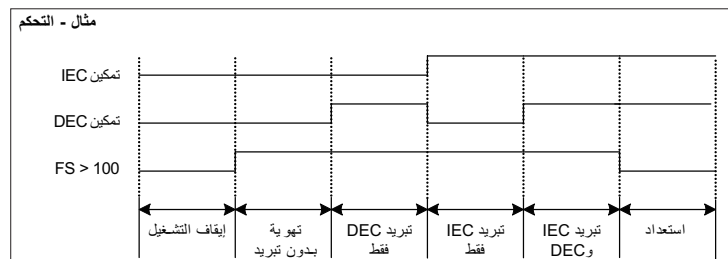 مثال - التحكم
تمكين IEC
تمكين DEC
FS > 100
إيقاف التشغيل
تهوية
بدون تبريد
تبريد DEC
فقط
تبريد IEC
فقط
تبريد IEC
وDEC
استعداد